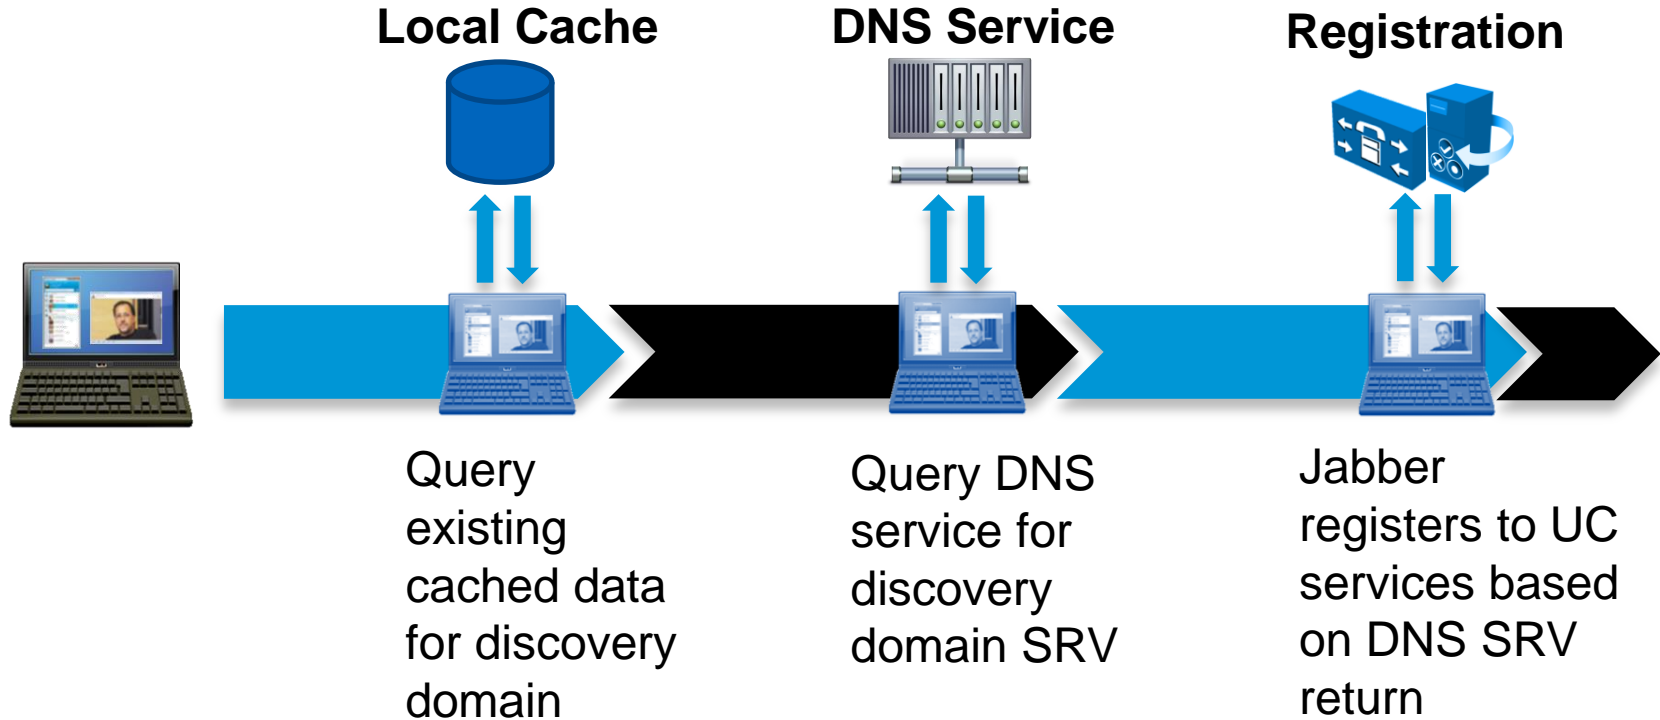 Local Cache
DNS Service
Registration
Query
existing
cached data
for discovery
domain
Query DNS
service for
discovery
domain SRV
Jabber
registers to UC
services based
on DNS SRV
return